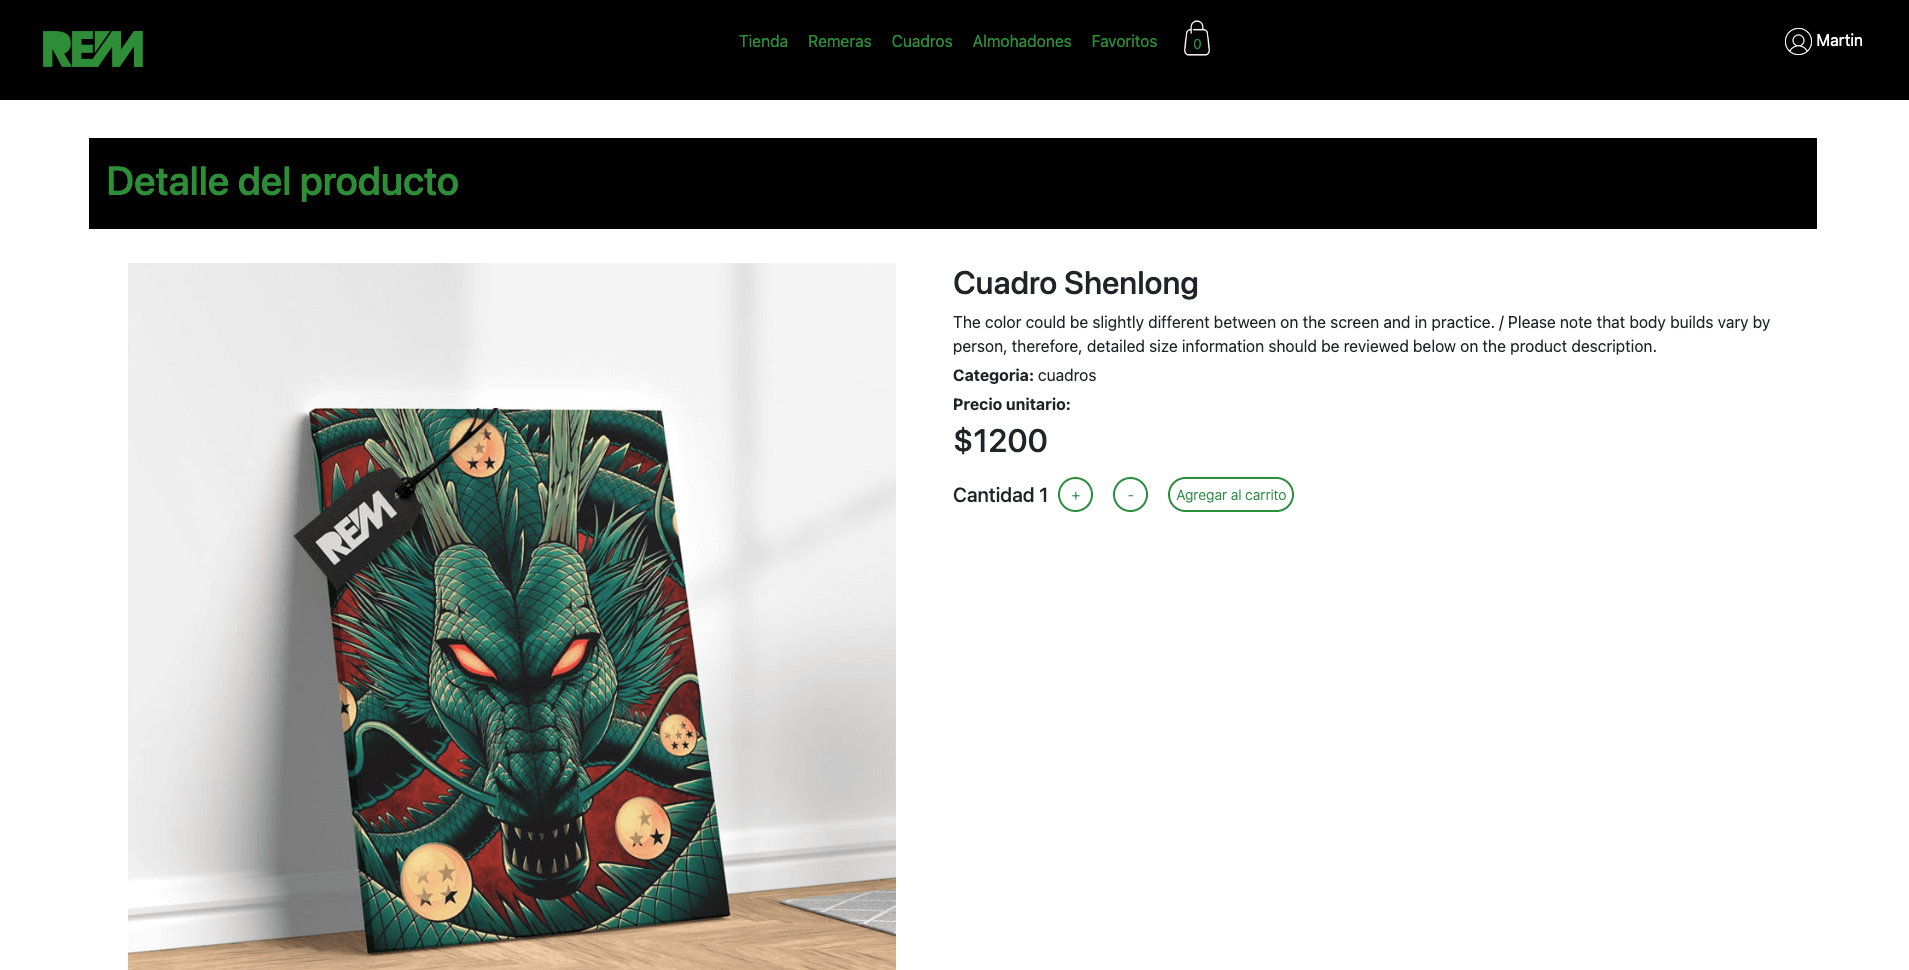 REM
Tienda Remeras Cuadros Almohadones Favoritos 0 Martin
Detalle del producto
REM
Cuadro Shenlong
The color could be slightly different between on the screen and in practice. / Please note that body builds vary by
person, therefore, detailed size information should be reviewed below on the product description.
Categoria: cuadros
Precio unitario:
$1200
Cantidad 1 + - Agregar al carrito